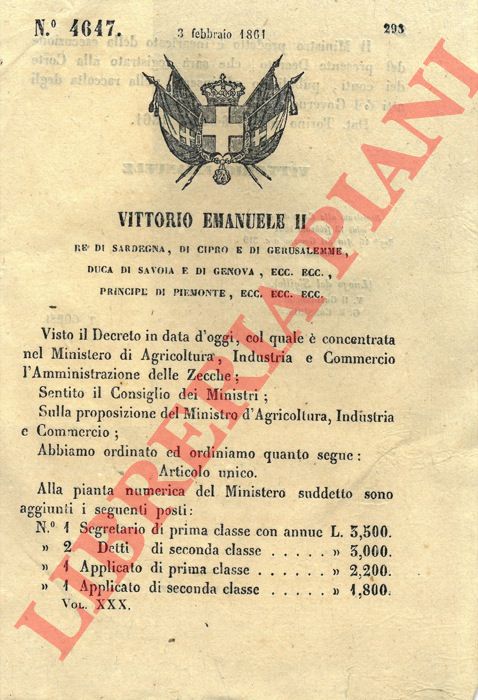 N.° 4647.
3 febbraio 1861
293
VITTORIO EMANUELE II
RE DI SARDEGNA, DI CIPRO E DI GERUSALEMME,
DUCA DI SAVOIA E DI GENOVA, ECC. ECC.,
PRINCIPE DI PIEMONTE, ECC. ECC. ECC.
Visto il Decreto in data d'oggi, col quale è concentrata
nel Ministero di Agricoltura, Industria e Commercio
l'Amministrazione delle Zecche;
Sentito il Consiglio dei Ministri;
Sulla proposizione del Ministro d'Agricoltura, Industria
e Commercio;
Abbiamo ordinato ed ordiniamo quanto segue:
Articolo unico.
Alla pianta numerica del Ministero suddetto sono
aggiunti i seguenti posti:
N.° 1 Segretario di prima classe con annue L. 3,500.
» 2 Detti di seconda classe . . . . . . » 3,000.
» 1 Applicato di prima classe . . . . . . » 2,200.
» 1 Applicato di seconda classe . . . . . » 1,800.
VOL. XXX.
LIBRERIA PIANI